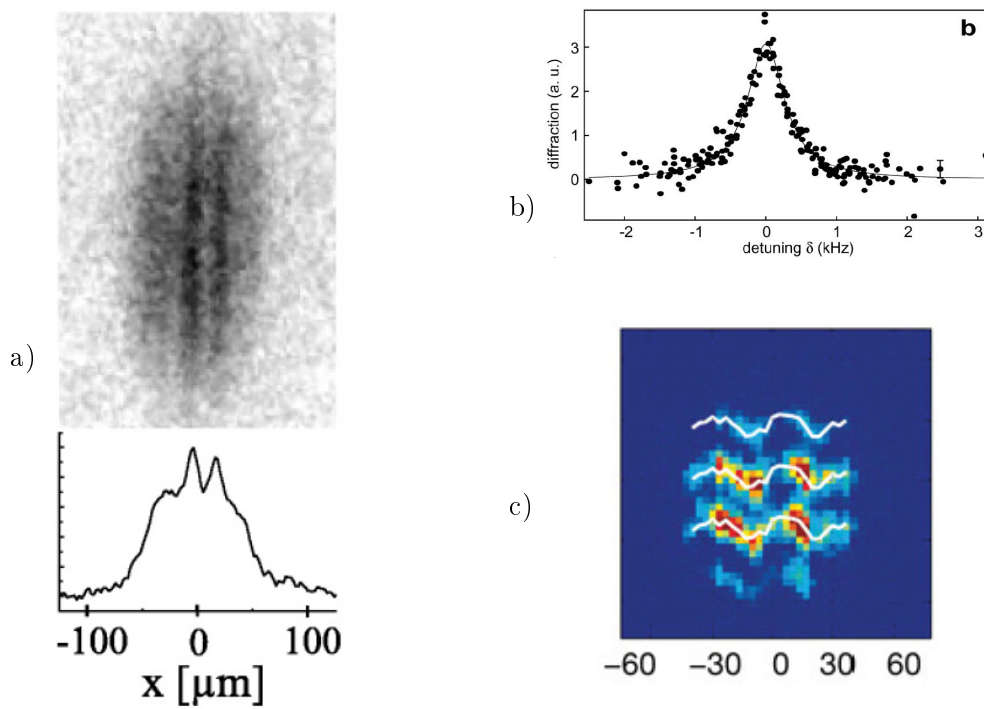 a)
-100 0 100
x [µm]
b)
b
diffraction (a. u.)
3
2
1
0
-2 -1 0 1 2 3
detuning δ (kHz)
c)
−60 −30 0 30 60